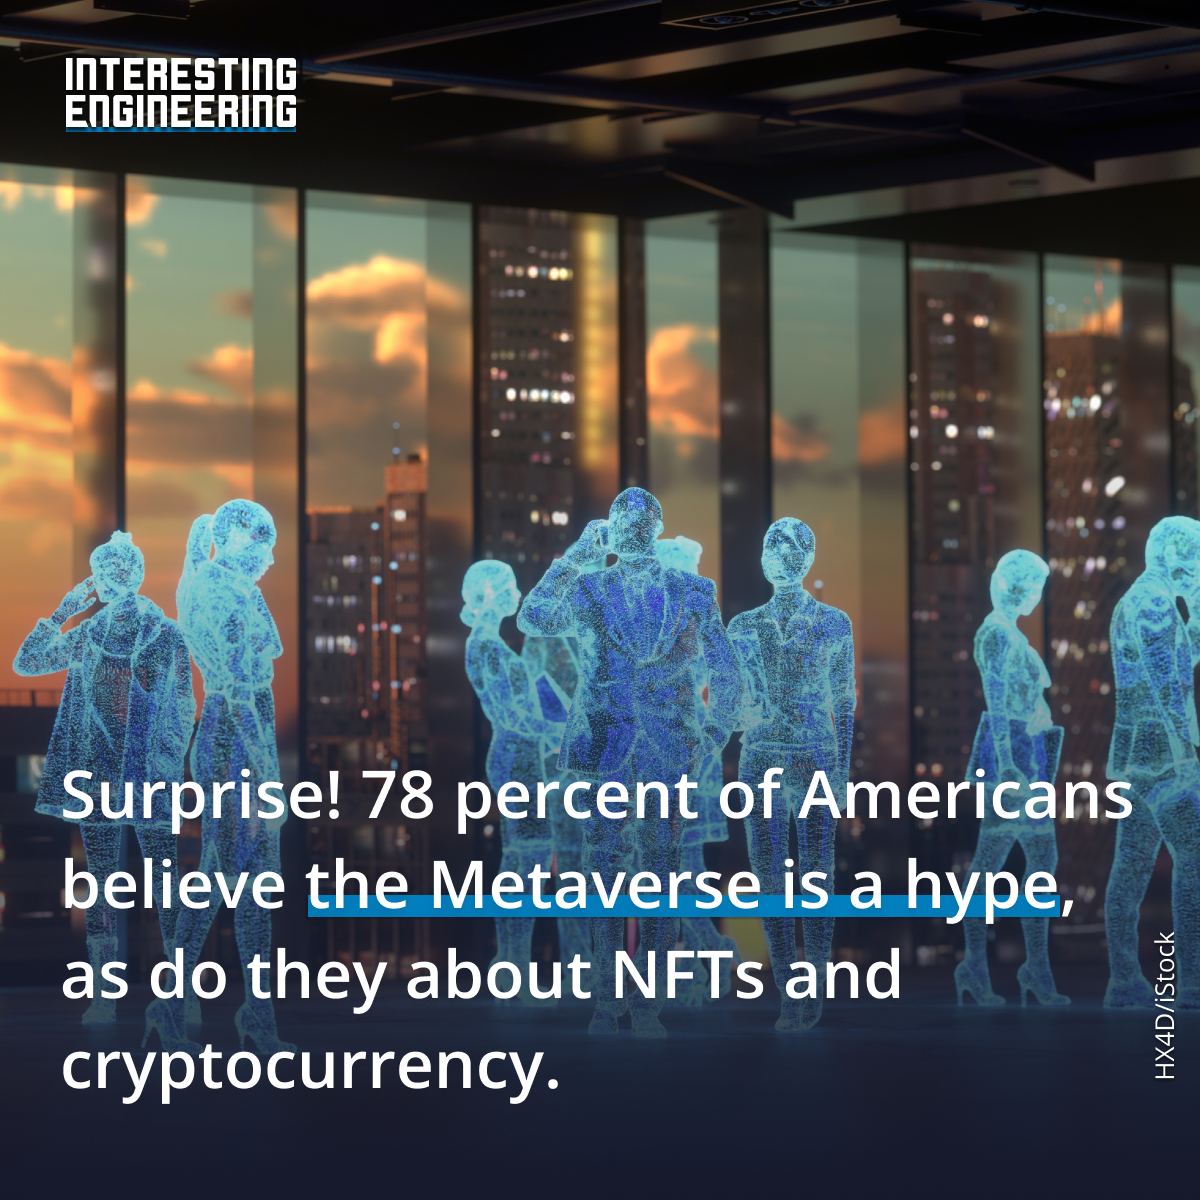 INTERESTING
ENGINEERING
Surprise! 78 percent of Americans
believe the Metaverse is a hype,
as do they about NFTs and
cryptocurrency.
HX4D/iStock